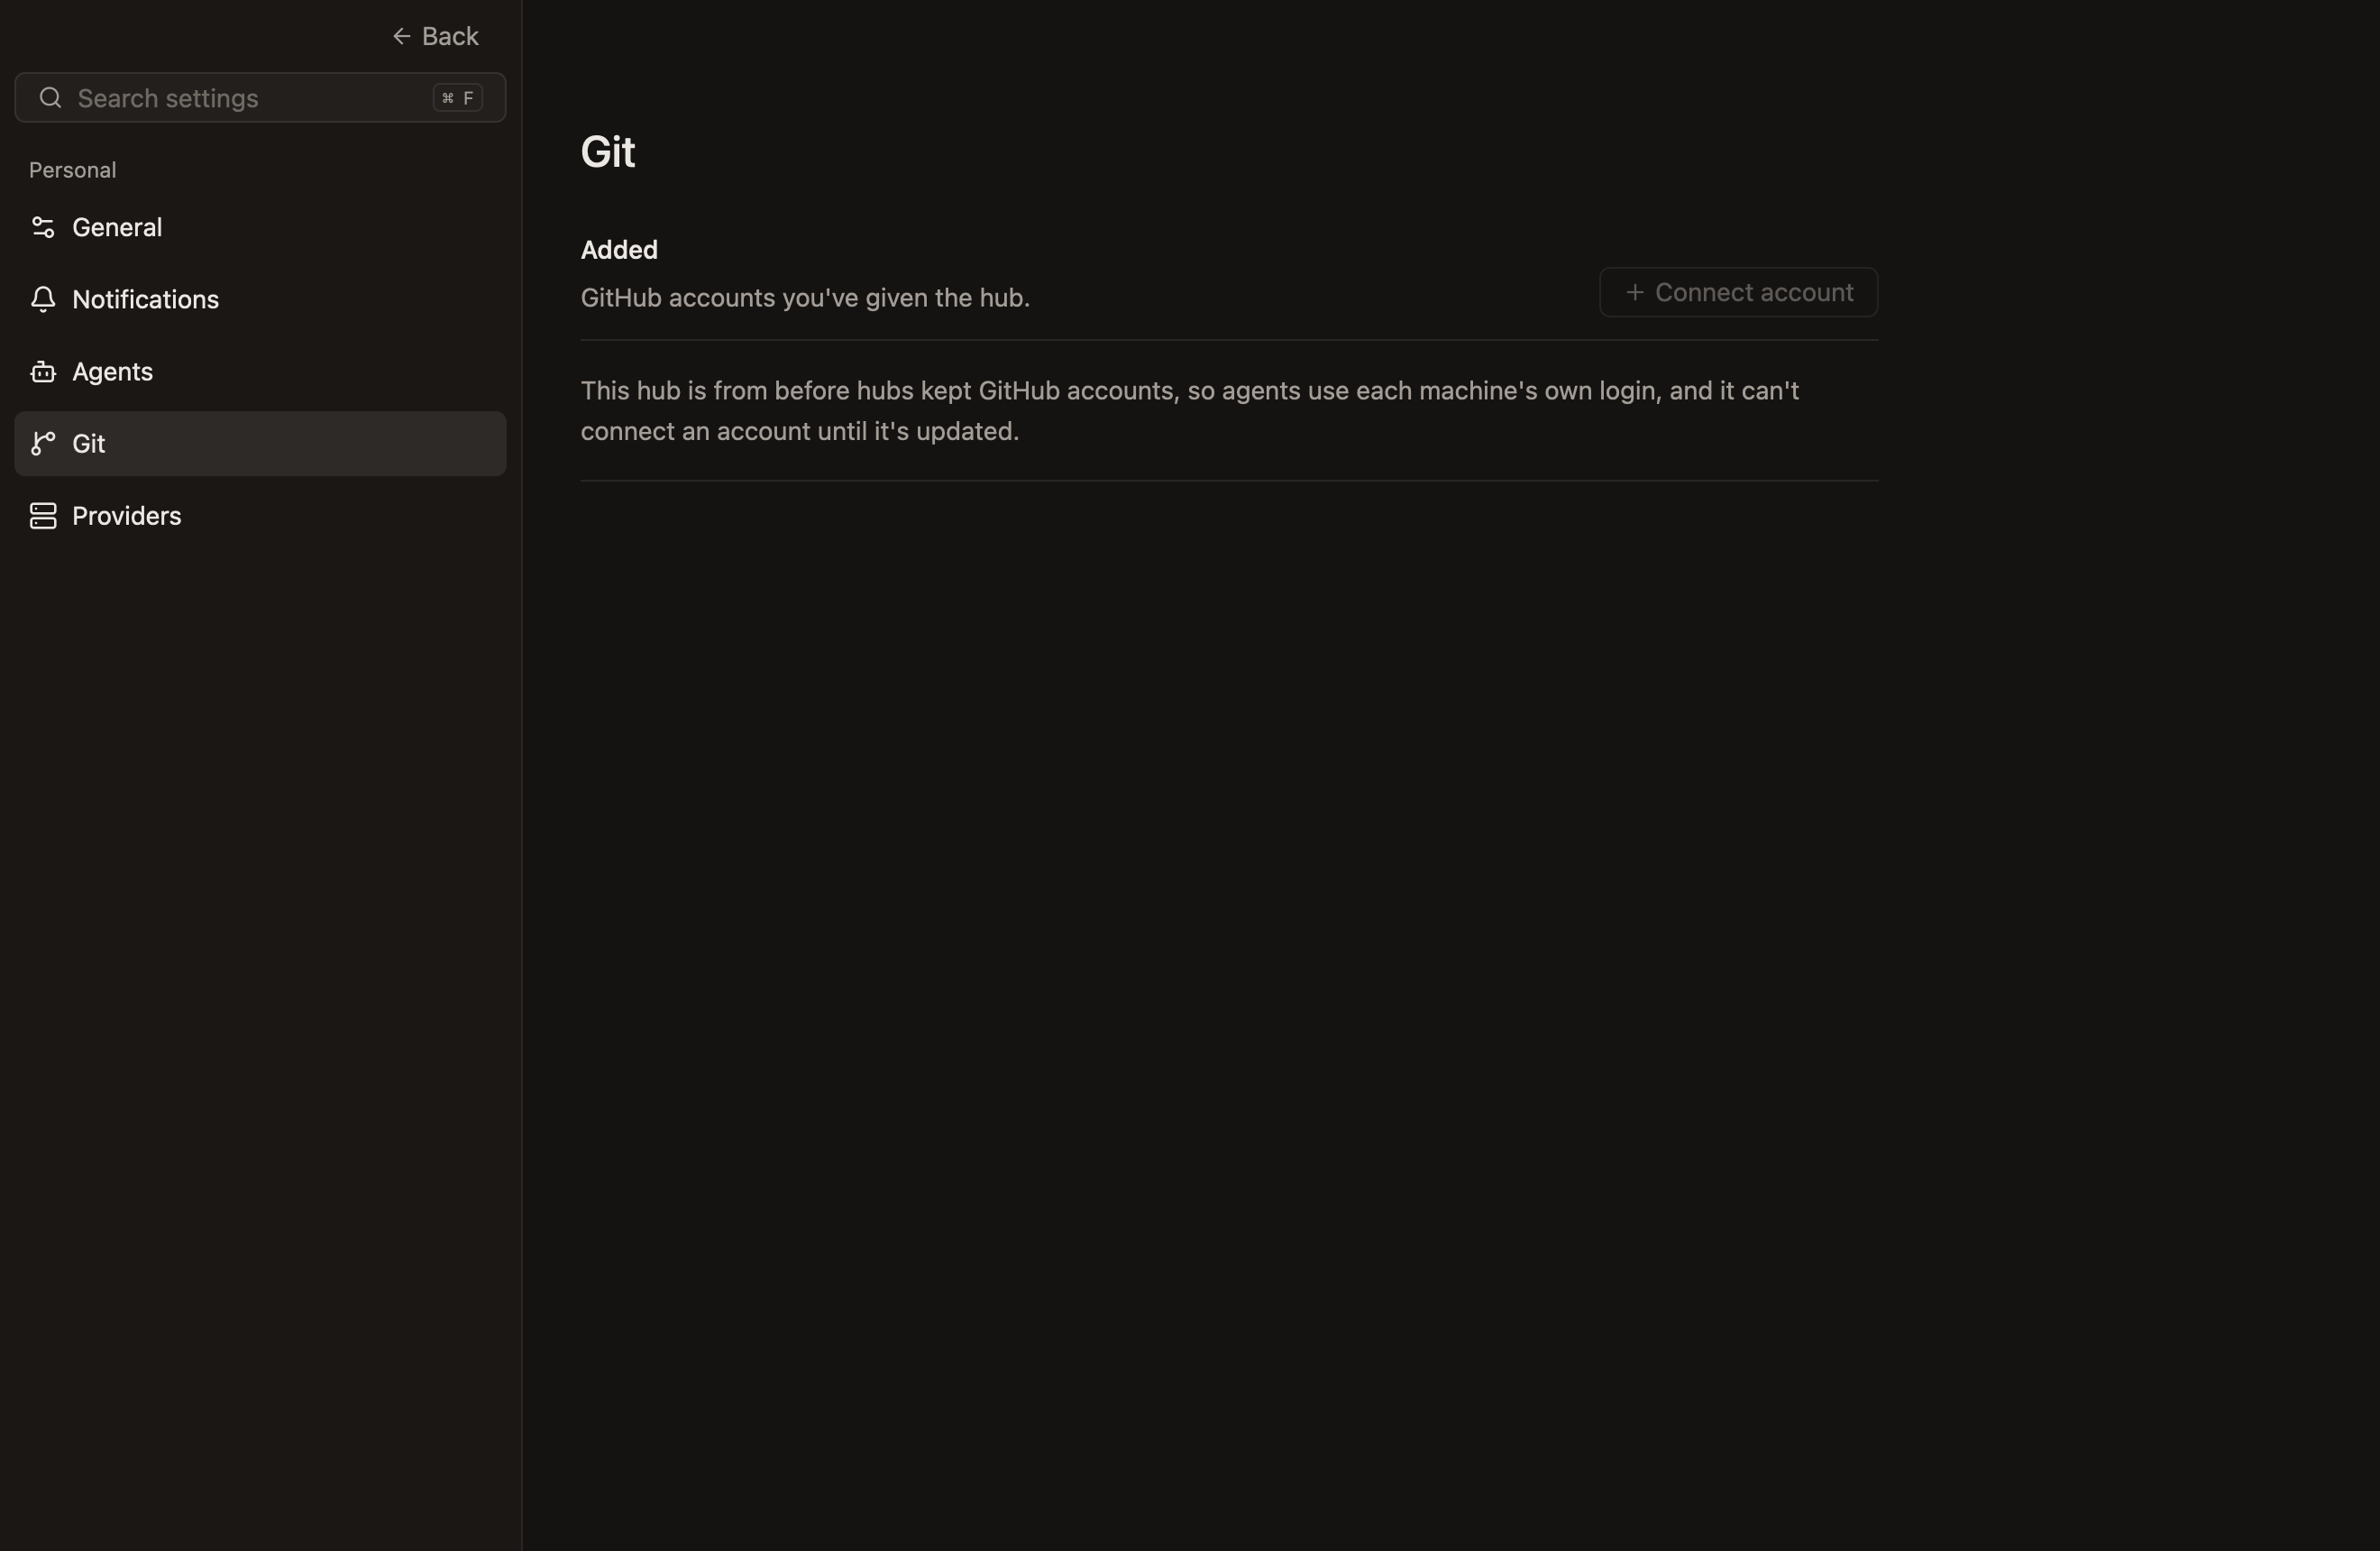 Back
Search settings
⌘ F
Personal
General
Notifications
Agents
Git
Providers
Git
Added
GitHub accounts you've given the hub.
+ Connect account
This hub is from before hubs kept GitHub accounts, so agents use each machine's own login, and it can't
connect an account until it's updated.